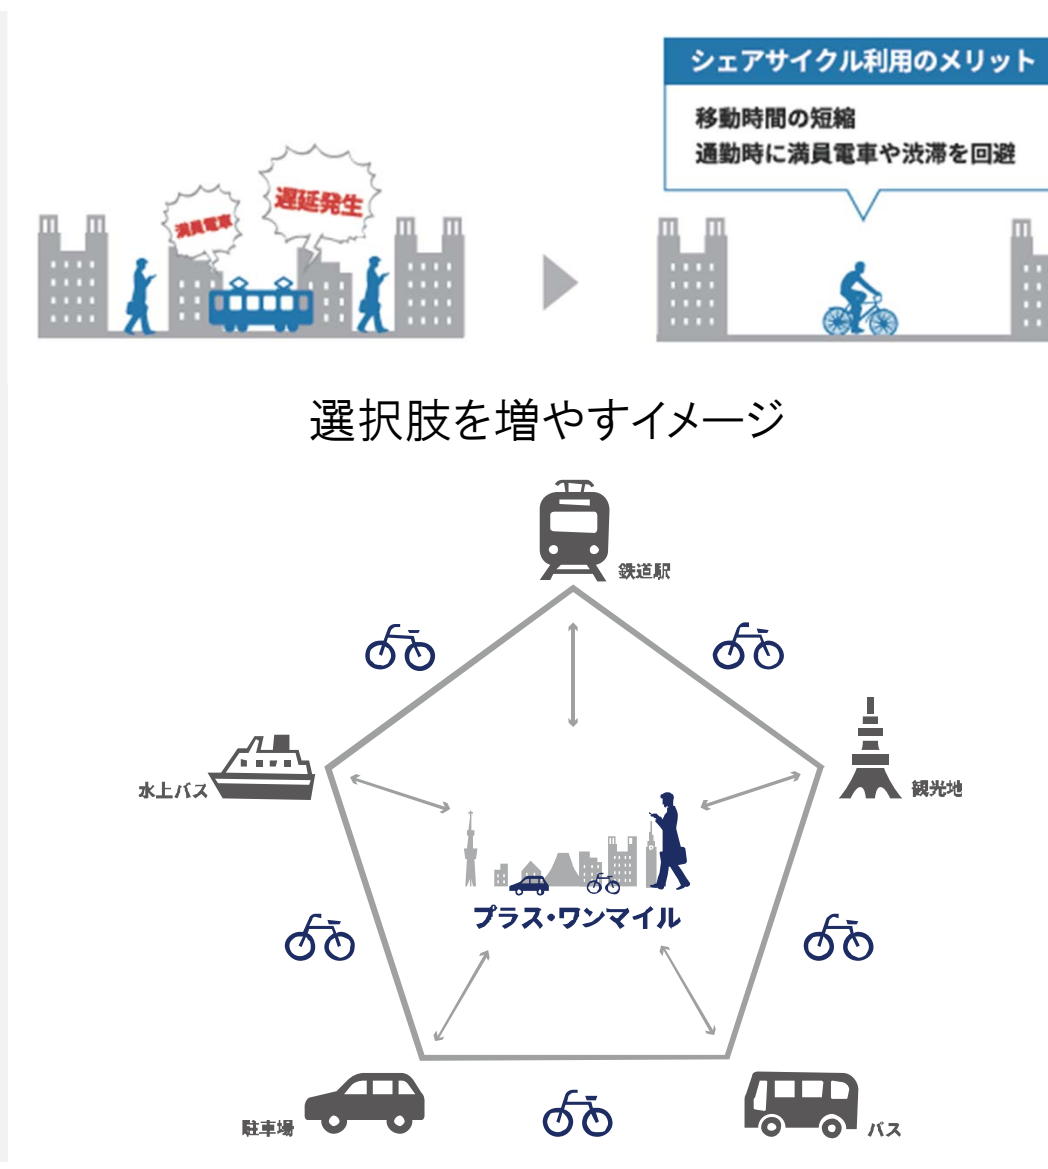 シェアサイクル利用のメリット
移動時間の短縮
通勤時に満員電車や渋滞を回避
満員電車
遅延発生
選択肢を増やすイメージ
鉄道駅
水上バス
観光地
プラス・ワンマイル
駐車場
バス